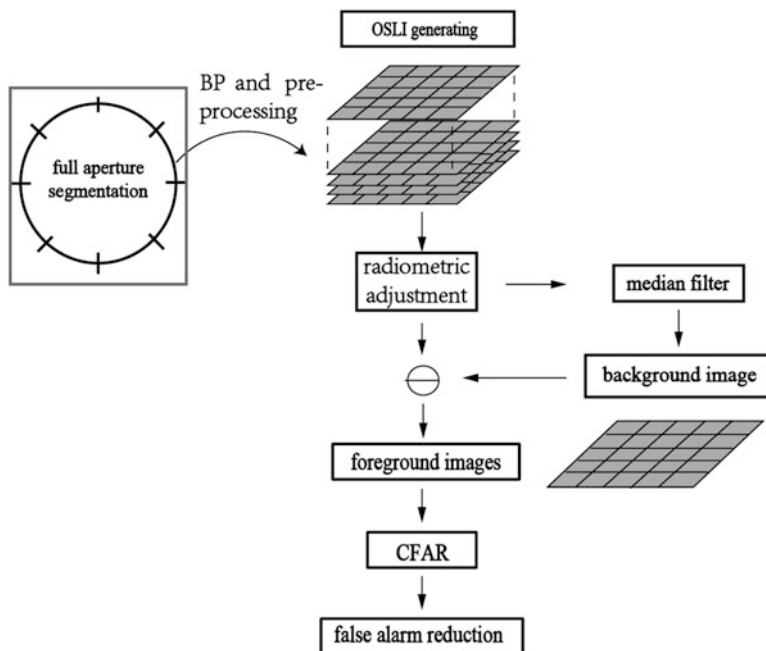 OSLI generating
BP and pre-
processing
full aperture
segmentation
radiometric
adjustment
median filter
background image
foreground images
CFAR
false alarm reduction